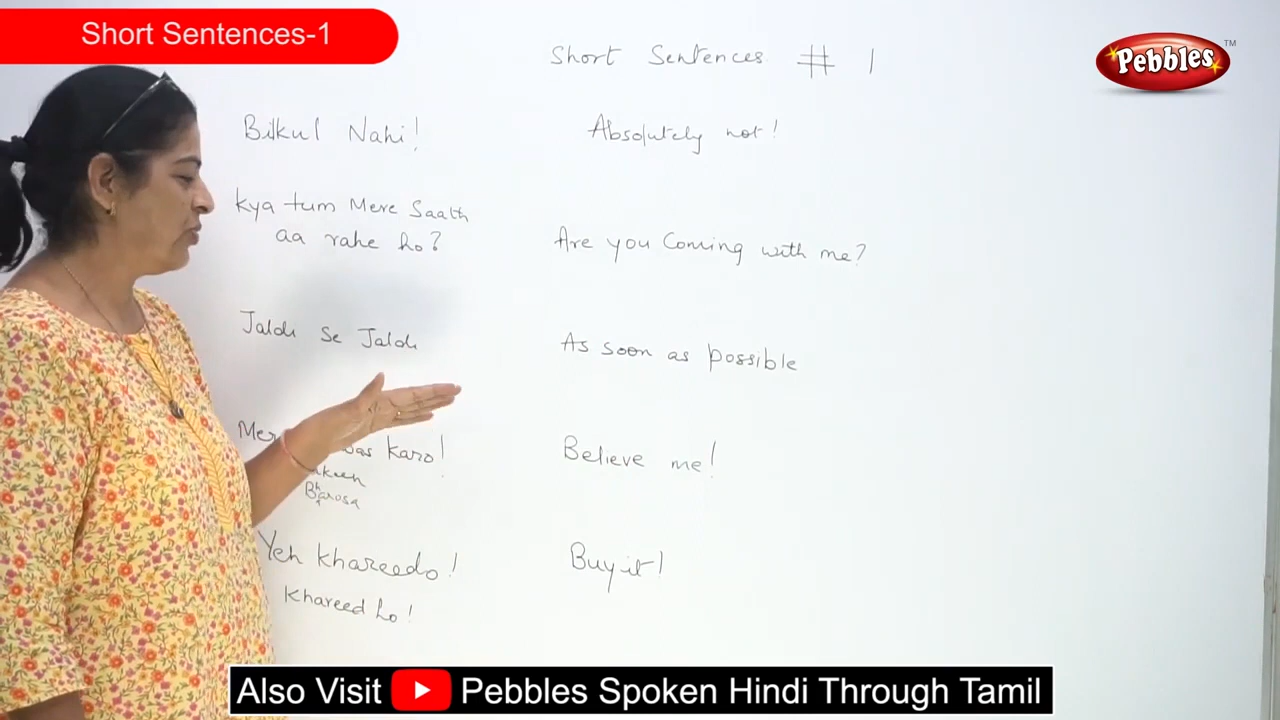 Short Sentences-1
Short Sentences # 1
Pebbles TM
Bilkul Nahi!
Absolutely not!
Kya tum Mere Saath
aa rahe ho?
Are you Coming with me?
Jaldi Se Jaldi
As soon as possible
karo!
Believe me!
Bharosa
Yeh khareedo!
Buy it!
Khareed lo!
Also Visit Pebbles Spoken Hindi Through Tamil